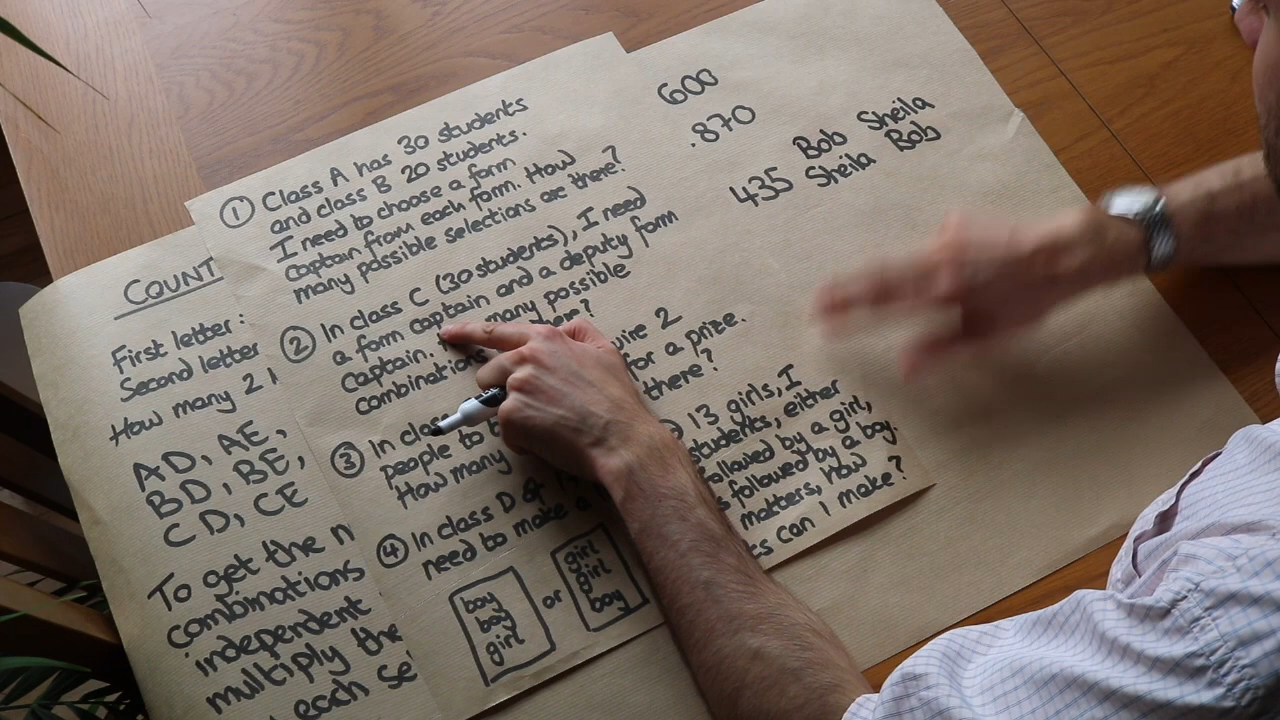 COUNT
First letter:
Second letter
How many 2
AD, AE,
BD, BE,
CD, CE
To get the n
combinations
independent
multiply the
each se
① Class A has 30 students
and class B 20 students.
I need to choose a form
captain from each form. How
many possible selections are there?
② In class C (30 students), I need
a form captain and a deputy form
captain. many possible
combinations there?
③ In class 2
people to b for a prize.
How many there?
④ In class D of 13 girls, I
need to make a students, either
followed by a girl,
followed by a boy.
matters, How
can I make?
boy
boy
girl
or
girl
girl
boy
600
.870
435 Bob Sheila
Sheila Bob